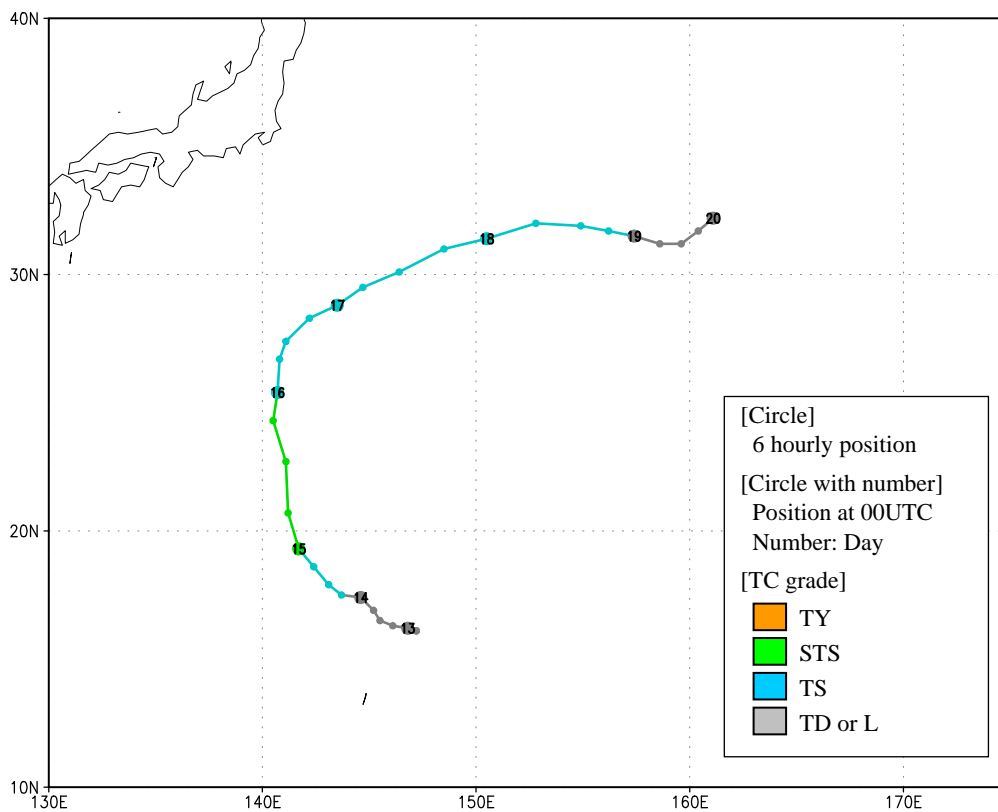 40N
30N
20N
10N
130E
140E
150E
160E
170E
20
19
18
17
16
15
14
13
[Circle]
6 hourly position
[Circle with number]
Position at 00UTC
Number: Day
[TC grade]
TY
STS
TS
TD or L